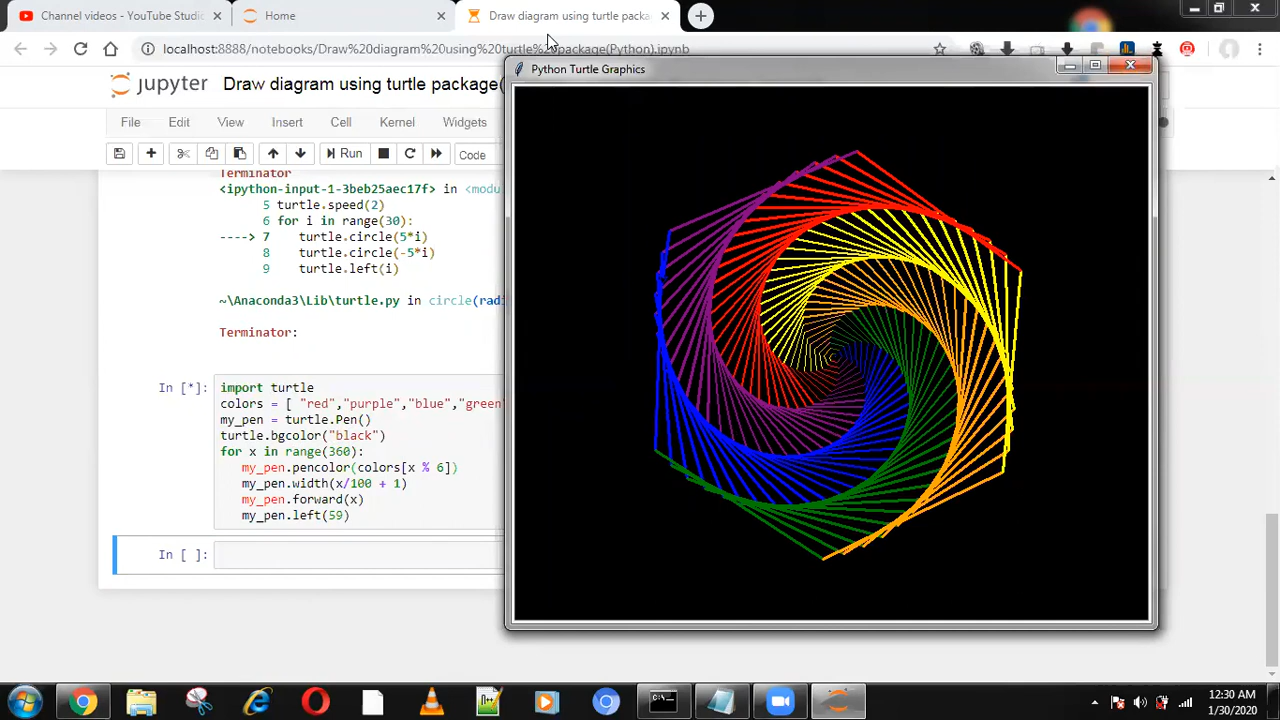 Channel videos - YouTube Studi
Home
Draw diagram using turtle packa
localhost:8888/notebooks/Draw%20diagram%20using%20turtle%20package(Python).ipynb
jupyter
Draw diagram using turtle package(
Python Turtle Graphics
File
Edit
View
Insert
Cell
Kernel
Widgets
Run
Code
Terminator
<ipython-input-1-3beb25aec17f> in <modu
5 turtle.speed(2)
6 for i in range(30):
----> 7 turtle.circle(5*i)
8 turtle.circle(-5*i)
9 turtle.left(i)
~\Anaconda3\Lib\turtle.py in circle(radi
Terminator:
In [*]:
import turtle
colors = [ "red","purple","blue","green
my_pen = turtle.Pen()
turtle.bgcolor("black")
for x in range(360):
my_pen.pencolor(colors[x % 6])
my_pen.width(x/100 + 1)
my_pen.forward(x)
my_pen.left(59)
In [ ]:
12:30 AM
1/30/2020